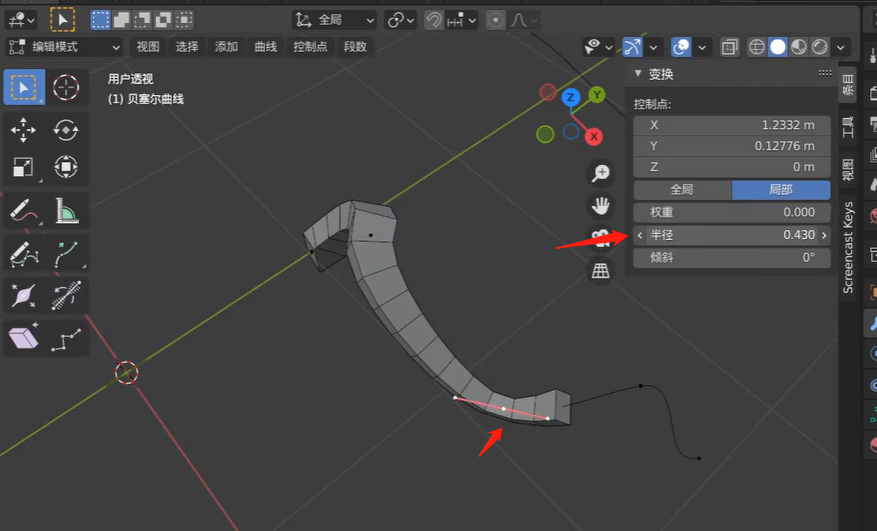 全局
编辑模式
视图 选择 添加 曲线 控制点 段数
用户透视
(1) 贝塞尔曲线
Z
Y
X
变换
控制点:
X 1.2332 m
Y 0.12776 m
Z 0 m
全局 局部
权重 0.000
半径 0.430
倾斜 0°
条目
工具
视图
Screencast Keys